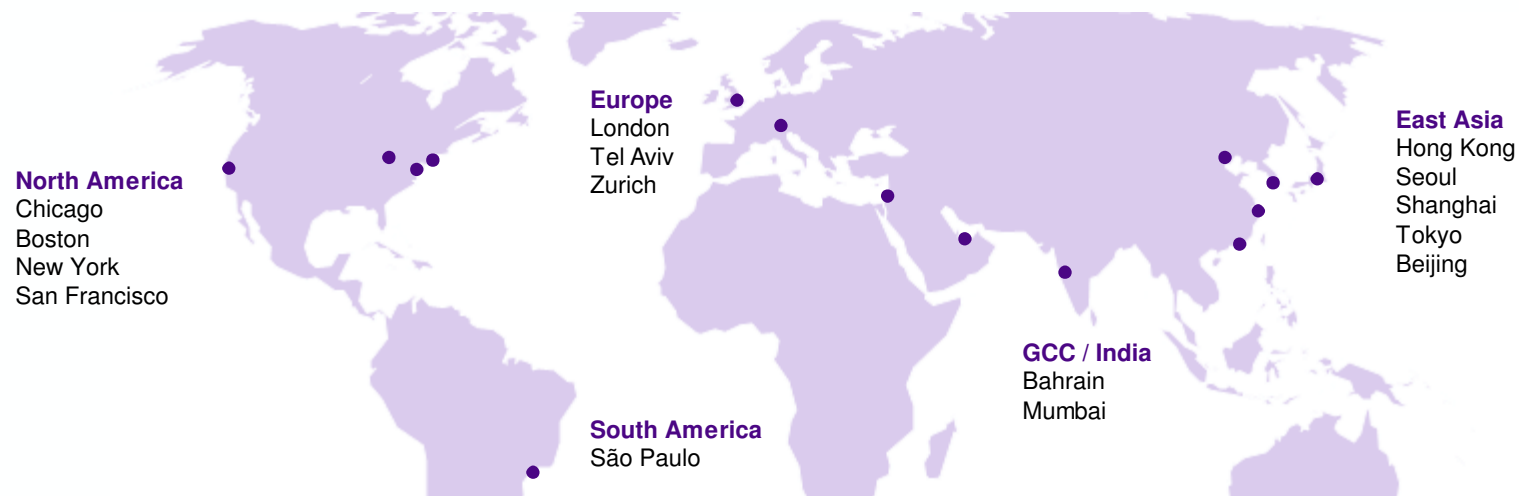 North America
Chicago
Boston
New York
San Francisco
Europe
London
Tel Aviv
Zurich
South America
São Paulo
GCC / India
Bahrain
Mumbai
East Asia
Hong Kong
Seoul
Shanghai
Tokyo
Beijing